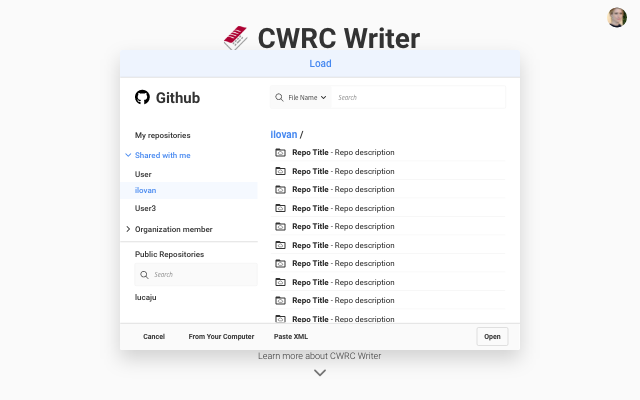 CWRC Writer
Load
Github
File Name
Search
My repositories
Shared with me
User
ilovan
User3
Organization member
Public Repositories
Search
lucaju
ilovan /
Repo Title - Repo description
Repo Title - Repo description
Repo Title - Repo description
Repo Title - Repo description
Repo Title - Repo description
Repo Title - Repo description
Repo Title - Repo description
Repo Title - Repo description
Repo Title - Repo description
Repo Title - Repo description
Cancel
From Your Computer
Paste XML
Open
Learn more about CWRC Writer